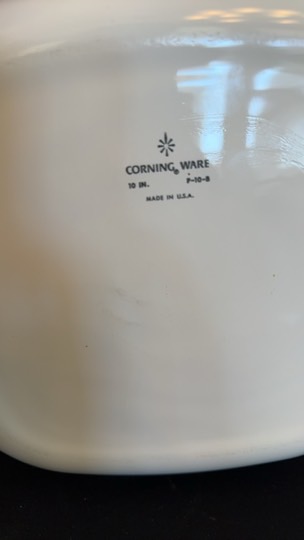 CORNING® WARE
10 IN. P-10-B
MADE IN U.S.A.